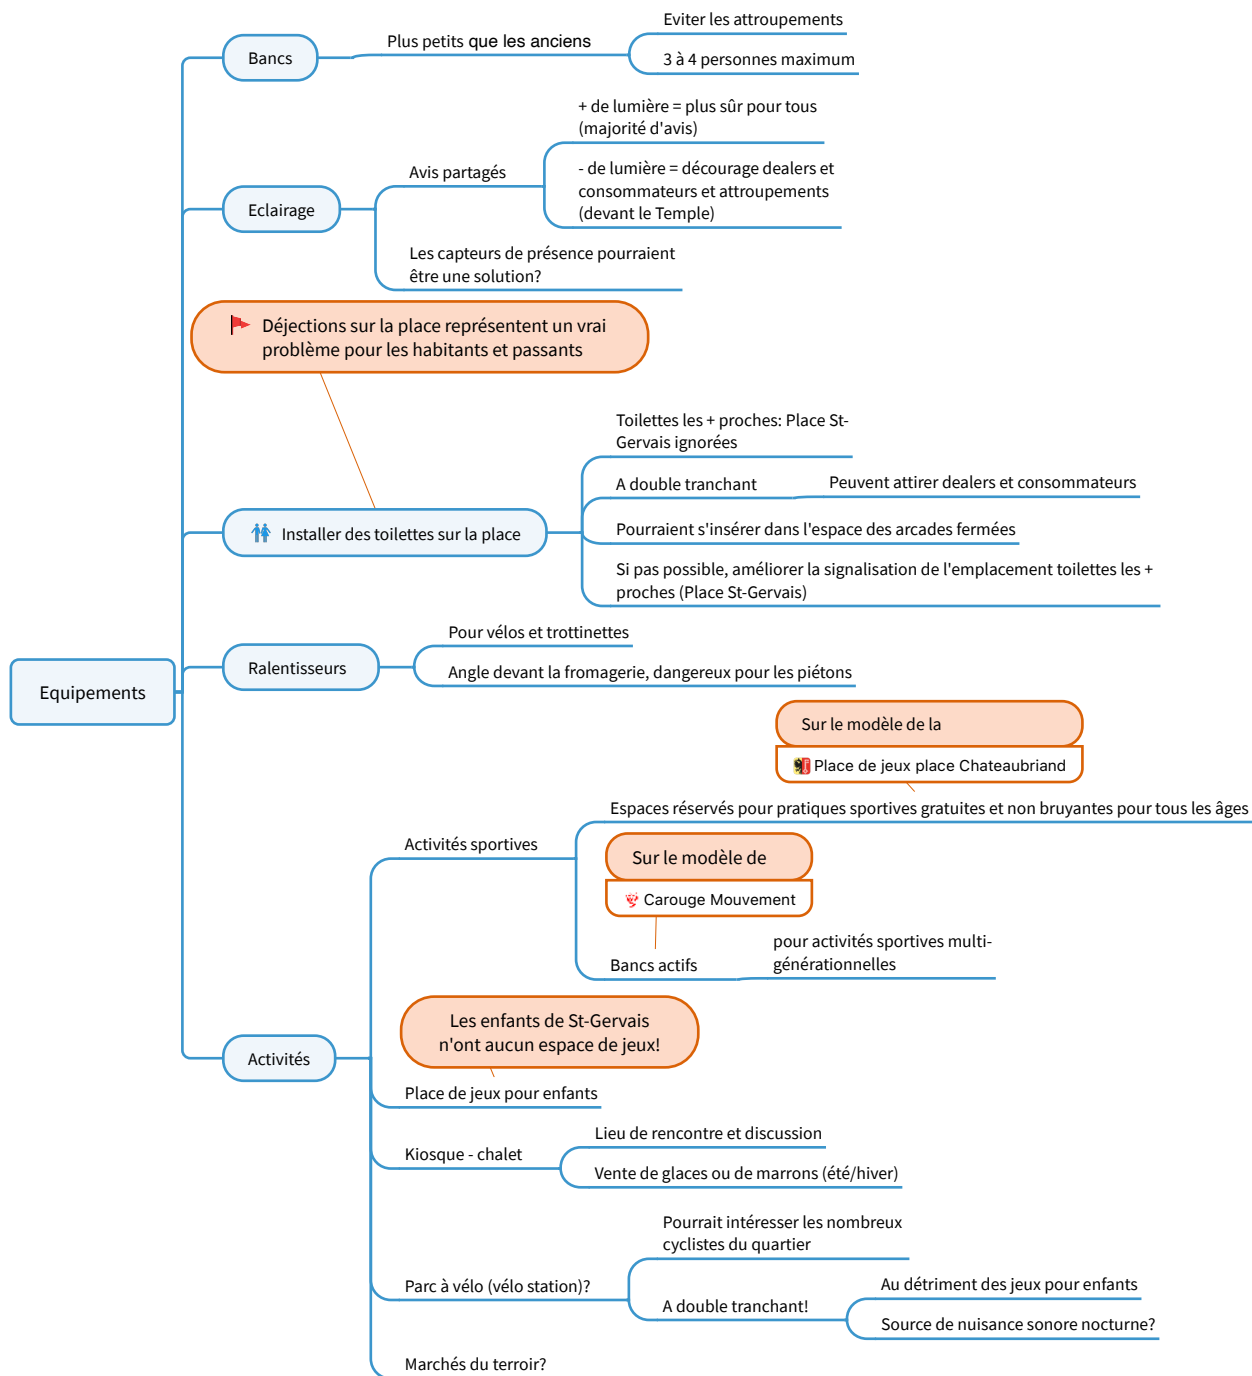 Bancs
Plus petits que les anciens
Eviter les attroupements
3 à 4 personnes maximum
Eclairage
Avis partagés
+ de lumière = plus sûr pour tous
(majorité d'avis)
- de lumière = décourage dealers et
consommateurs et attroupements
(devant le Temple)
Les capteurs de présence pourraient
être une solution?
Déjections sur la place représentent un vrai
problème pour les habitants et passants
Installer des toilettes sur la place
Toilettes les + proches: Place St-
Gervais ignorées
A double tranchant
Peuvent attirer dealers et consommateurs
Pourraient s'insérer dans l'espace des arcades fermées
Si pas possible, améliorer la signalisation de l'emplacement toilettes les +
proches (Place St-Gervais)
Equipements
Ralentisseurs
Pour vélos et trottinettes
Angle devant la fromagerie, dangereux pour les piétons
Activités
Activités sportives
Sur le modèle de la
Place de jeux place Chateaubriand
Espaces réservés pour pratiques sportives gratuites et non bruyantes pour tous les âges
Sur le modèle de
Carouge Mouvement
Bancs actifs
pour activités sportives multi-
générationnelles
Les enfants de St-Gervais
n'ont aucun espace de jeux!
Place de jeux pour enfants
Kiosque - chalet
Lieu de rencontre et discussion
Vente de glaces ou de marrons (été/hiver)
Parc à vélo (vélo station)?
Pourrait intéresser les nombreux
cyclistes du quartier
A double tranchant!
Au détriment des jeux pour enfants
Source de nuisance sonore nocturne?
Marchés du terroir?